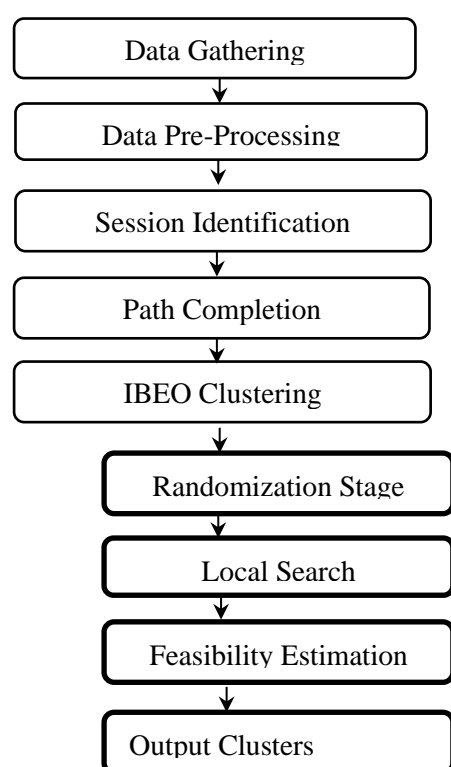 Data Gathering
Data Pre-Processing
Session Identification
Path Completion
IBEO Clustering
Randomization Stage
Local Search
Feasibility Estimation
Output Clusters